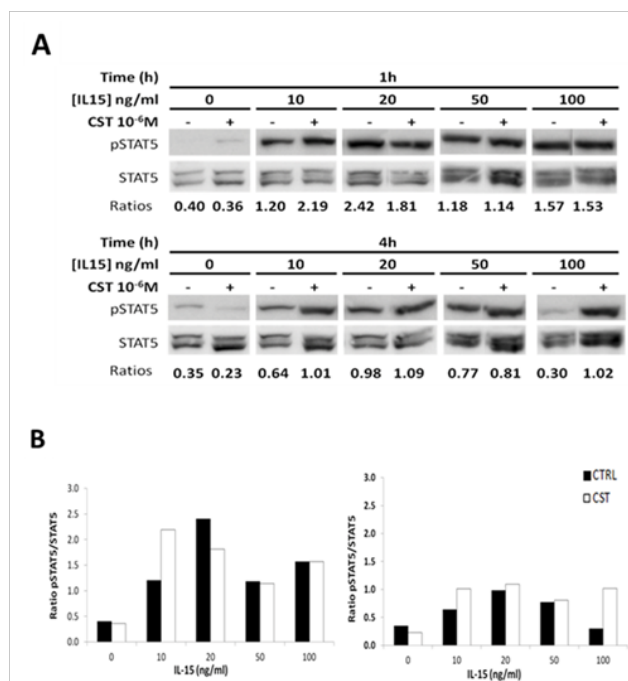 A
Time (h) 1h
[IL15] ng/ml 0 10 20 50 100
CST 10⁻⁶M - + - + - + - + - +
pSTAT5
STAT5
Ratios 0.40 0.36 1.20 2.19 2.42 1.81 1.18 1.14 1.57 1.53
Time (h) 4h
[IL15] ng/ml 0 10 20 50 100
CST 10⁻⁶M - + - + - + - + - +
pSTAT5
STAT5
Ratios 0.35 0.23 0.64 1.01 0.98 1.09 0.77 0.81 0.30 1.02
B
Ratio pSTAT5/STAT5
3.0
2.5
2.0
1.5
1.0
0.5
0.0
0 10 20 50 100
IL-15 (ng/ml)
Ratio pSTAT5/STAT5
3.0
2.5
2.0
1.5
1.0
0.5
0.0
0 10 20 50 100
IL-15 (ng/ml)
CTRL
CST